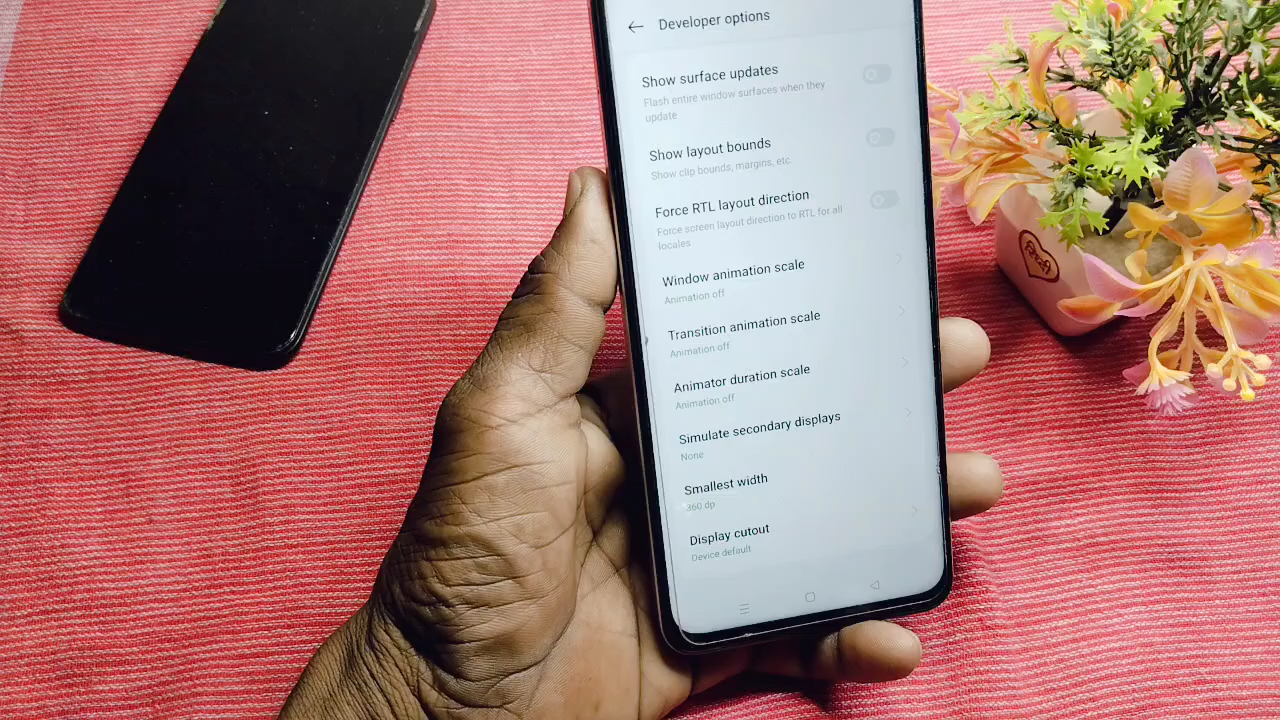 Developer options
Show surface updates
Flash entire window surfaces when they
update
Show layout bounds
Show clip bounds, margins, etc.
Force RTL layout direction
Force screen layout direction to RTL for all
locales
Window animation scale
Animation off
Transition animation scale
Animation off
Animator duration scale
Animation off
Simulate secondary displays
None
Smallest width
360 dp
Display cutout
Device default